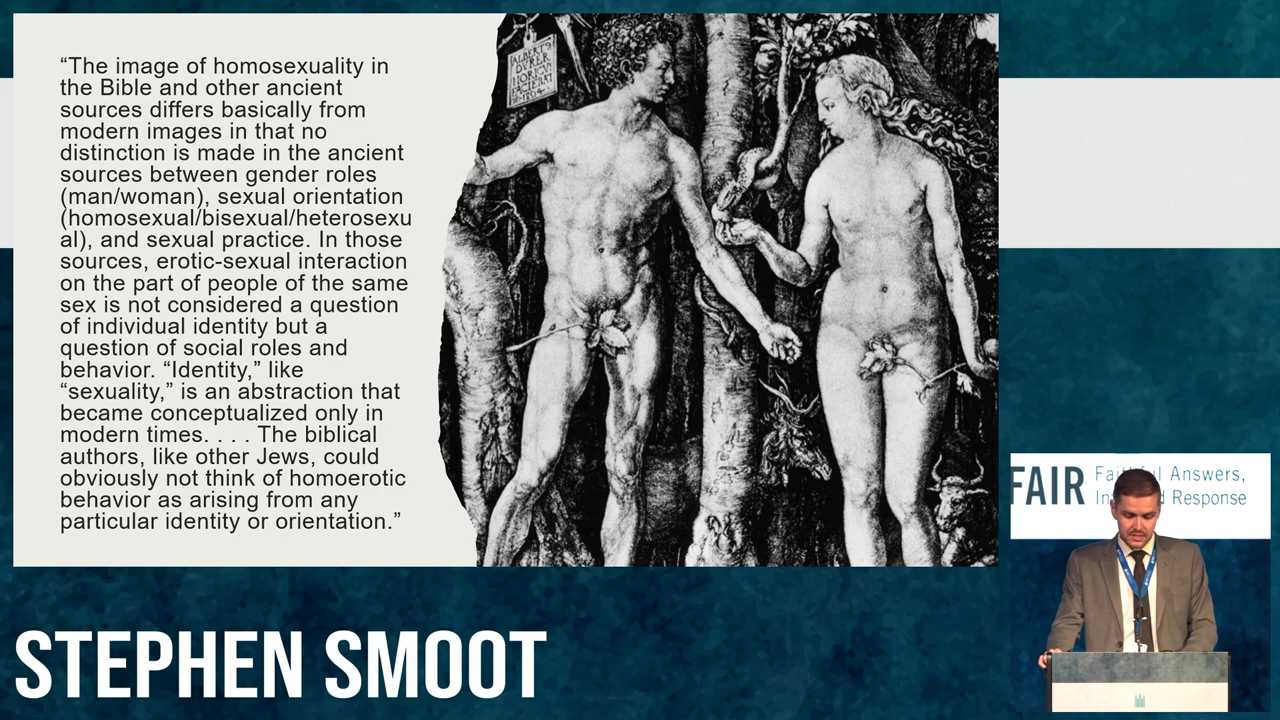 “The image of homosexuality in
the Bible and other ancient
sources differs basically from
modern images in that no
distinction is made in the ancient
sources between gender roles
(man/woman), sexual orientation
(homosexual/bisexual/heterosexu
al), and sexual practice. In those
sources, erotic-sexual interaction
on the part of people of the same
sex is not considered a question
of individual identity but a
question of social roles and
behavior. “Identity,” like
“sexuality,” is an abstraction that
became conceptualized only in
modern times. . . . The biblical
authors, like other Jews, could
obviously not think of homoerotic
behavior as arising from any
particular identity or orientation.”
FAIR
Answers,
Response
STEPHEN SMOOT